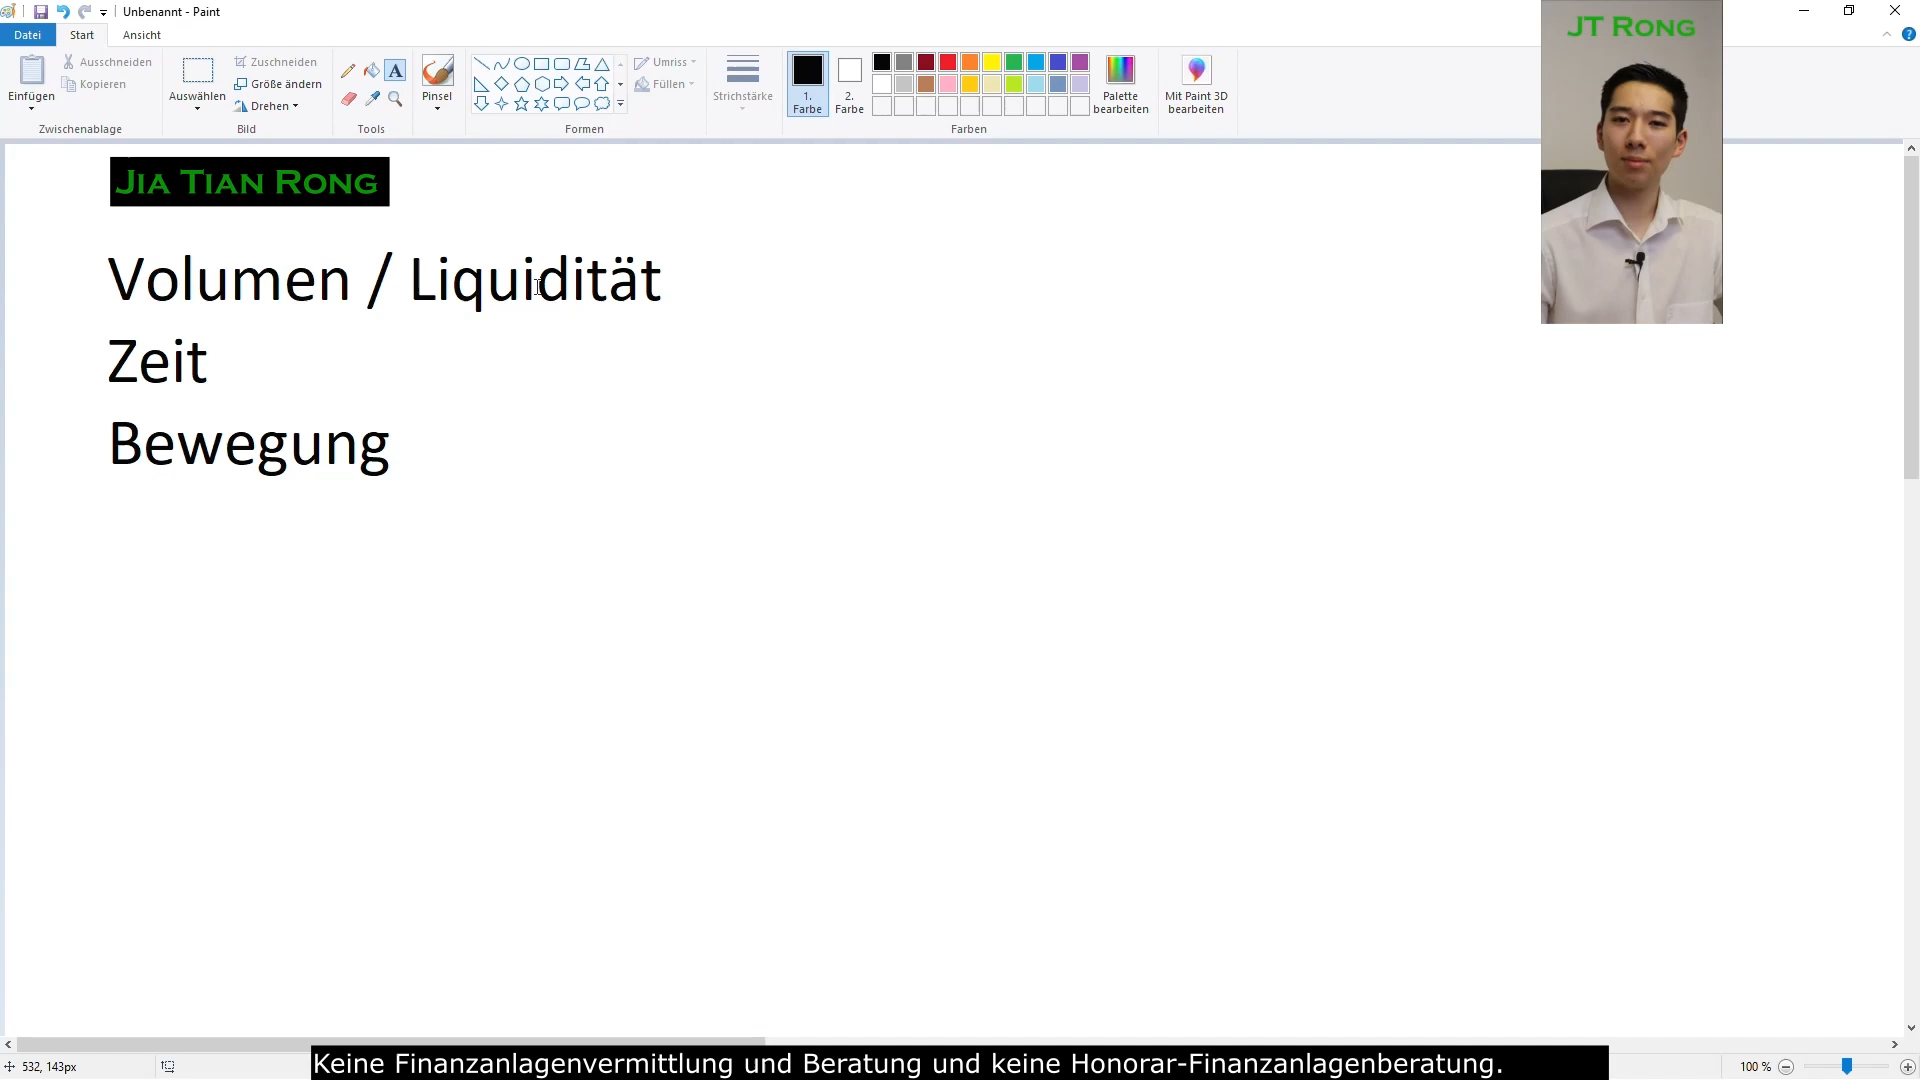 Unbenannt - Paint
Datei Start Ansicht
Einfügen
Ausschneiden
Kopieren
Zwischenablage
Auswählen
Zuschneiden
Größe ändern
Drehen
Bild
A
Tools
Pinsel
Formen
Umriss
Füllen
Strichstärke
1. Farbe
2. Farbe
Farben
Palette bearbeiten
Mit Paint 3D bearbeiten
JT Rong
Jia Tian Rong
Volumen / Liquidität
Zeit
Bewegung
532, 143px
Keine Finanzanlagenvermittlung und Beratung und keine Honorar-Finanzanlagenberatung.
100 %